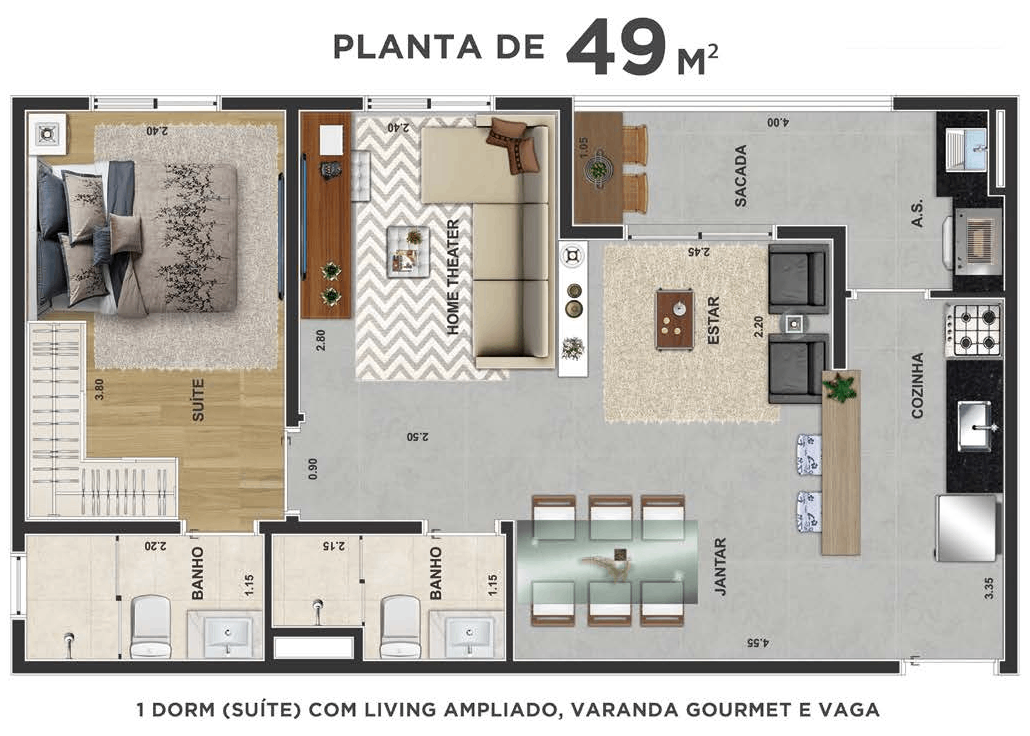 PLANTA DE 49 M²
2.40
2.40
4.00
1.05
SACADA
A.S.
HOME THEATER
2.45
ESTAR
2.20
2.80
3.80
SUÍTE
COZINHA
2.50
0.90
2.20
BANHO
1.15
2.15
BANHO
1.15
JANTAR
3.35
4.55
1 DORM (SUÍTE) COM LIVING AMPLIADO, VARANDA GOURMET E VAGA